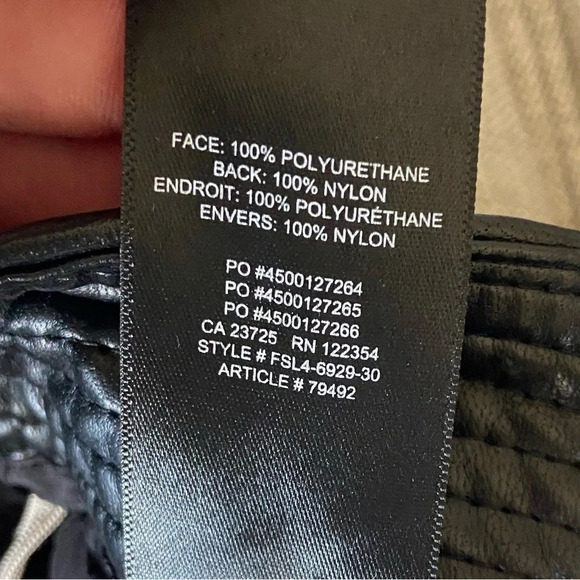 FACE: 100% POLYURETHANE
BACK: 100% NYLON
ENDROIT: 100% POLYURÉTHANE
ENVERS: 100% NYLON
PO #4500127264
PO #4500127265
PO #4500127266
CA 23725 RN 122354
STYLE # FSL4-6929-30
ARTICLE # 79492